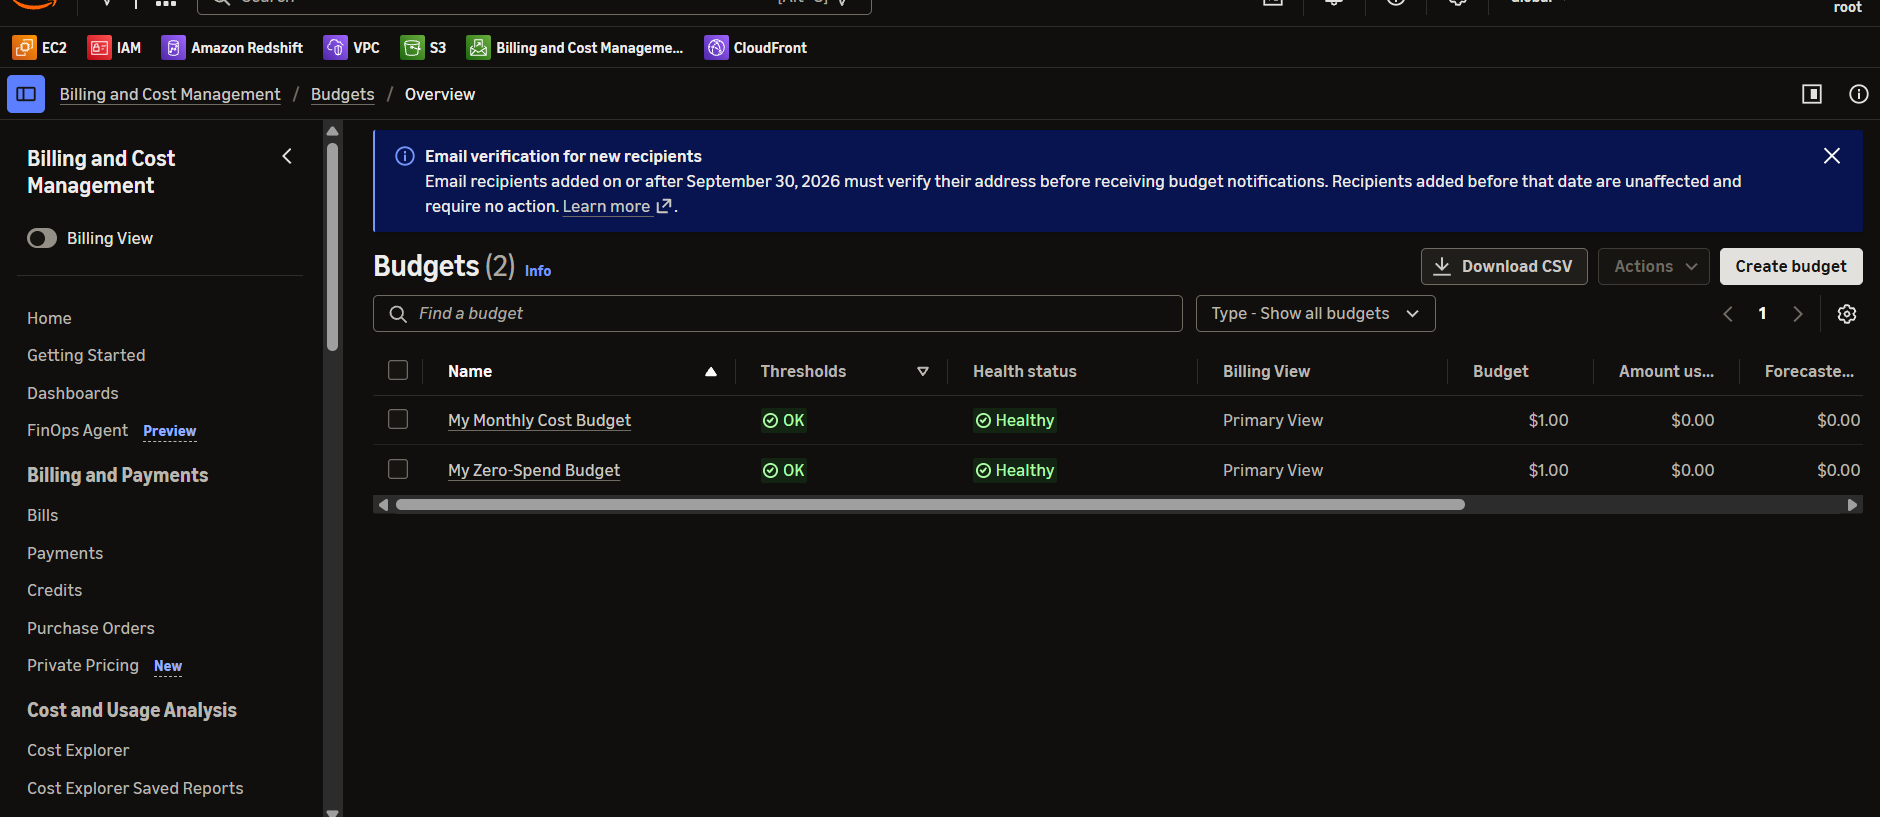 Search
[Alt+S]
Global
root
EC2
IAM
Amazon Redshift
VPC
S3
Billing and Cost Manageme...
CloudFront
Billing and Cost Management / Budgets / Overview
Billing and Cost
Management
Billing View
Home
Getting Started
Dashboards
FinOps Agent Preview
Billing and Payments
Bills
Payments
Credits
Purchase Orders
Private Pricing New
Cost and Usage Analysis
Cost Explorer
Cost Explorer Saved Reports
Email verification for new recipients
Email recipients added on or after September 30, 2026 must verify their address before receiving budget notifications. Recipients added before that date are unaffected and
require no action. Learn more .
Budgets (2) Info
Download CSV
Actions
Create budget
Find a budget
Type - Show all budgets
1
Name Thresholds Health status Billing View Budget Amount us... Forecaste...
My Monthly Cost Budget OK Healthy Primary View $1.00 $0.00 $0.00
My Zero-Spend Budget OK Healthy Primary View $1.00 $0.00 $0.00